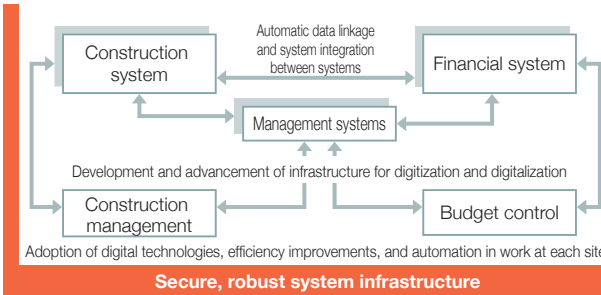 Construction
system
Automatic data linkage
and system integration
between systems
Financial system
Management systems
Development and advancement of infrastructure for digitization and digitalization
Construction
management
Budget control
Adoption of digital technologies, efficiency improvements, and automation in work at each site
Secure, robust system infrastructure